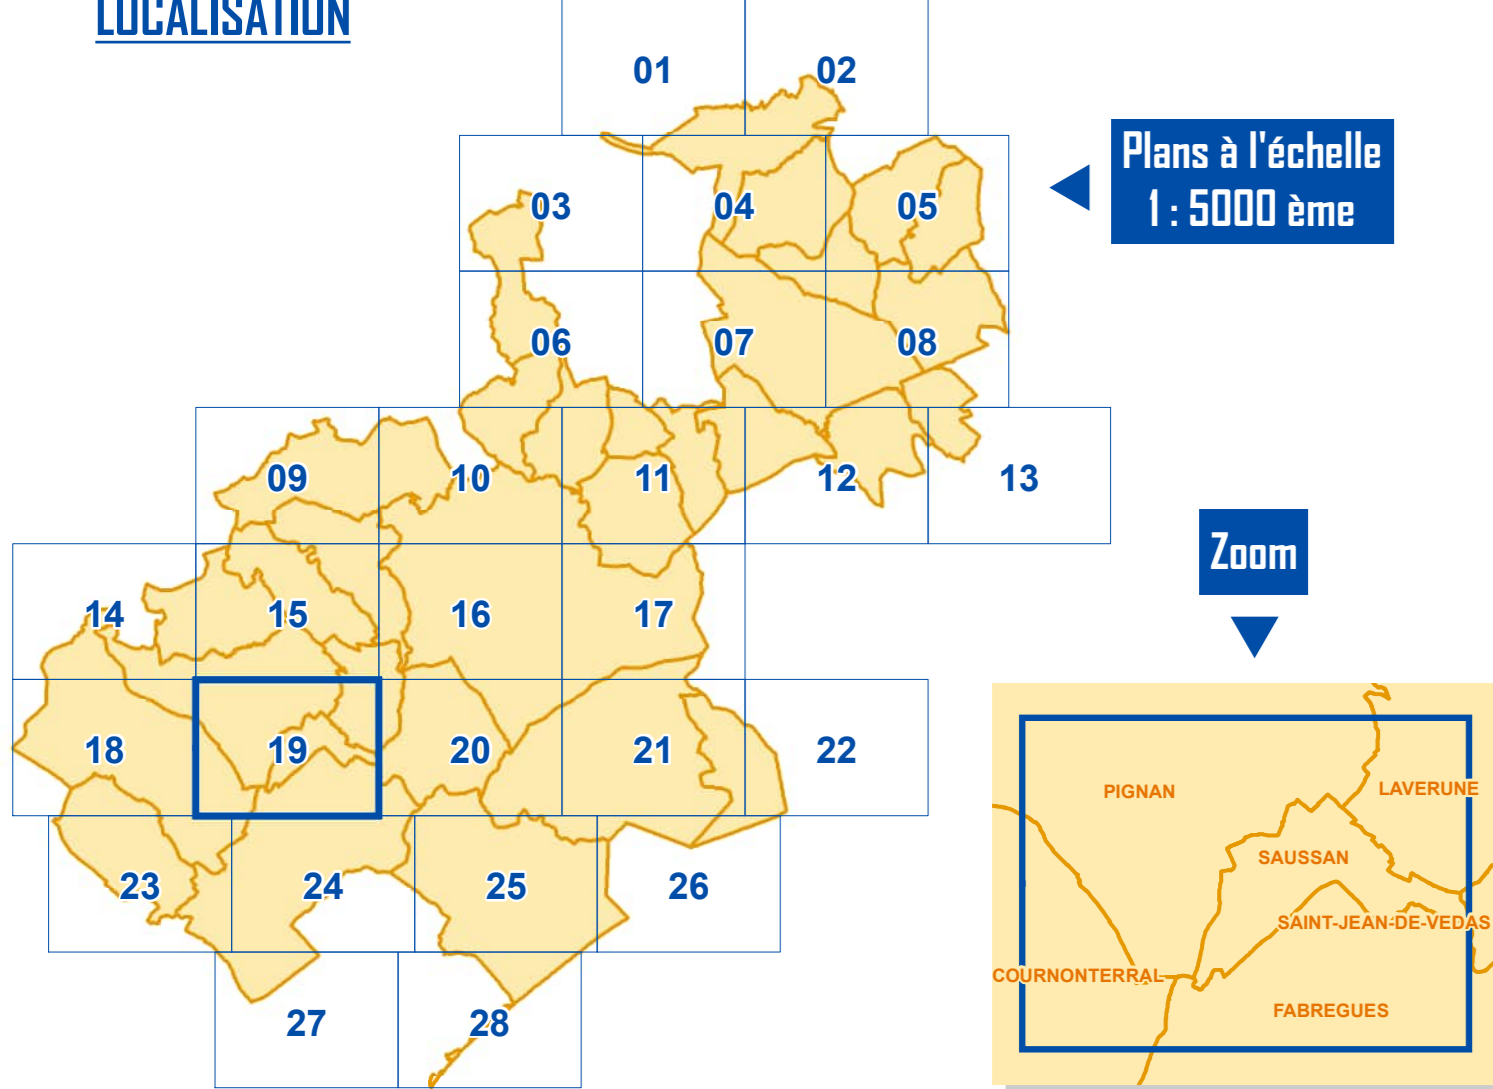 LOCALISATION
01 02
03 04 05
Plans à l'échelle
1 : 5000 ème
06 07 08
09 10 11 12 13
14 15 16 17
Zoom
18 19 20 21 22
23 24 25 26
27 28
PIGNAN
LAVERUNE
SAUSSAN
SAINT-JEAN-DE-VEDAS
COURNONTERRAL
FABREGUES